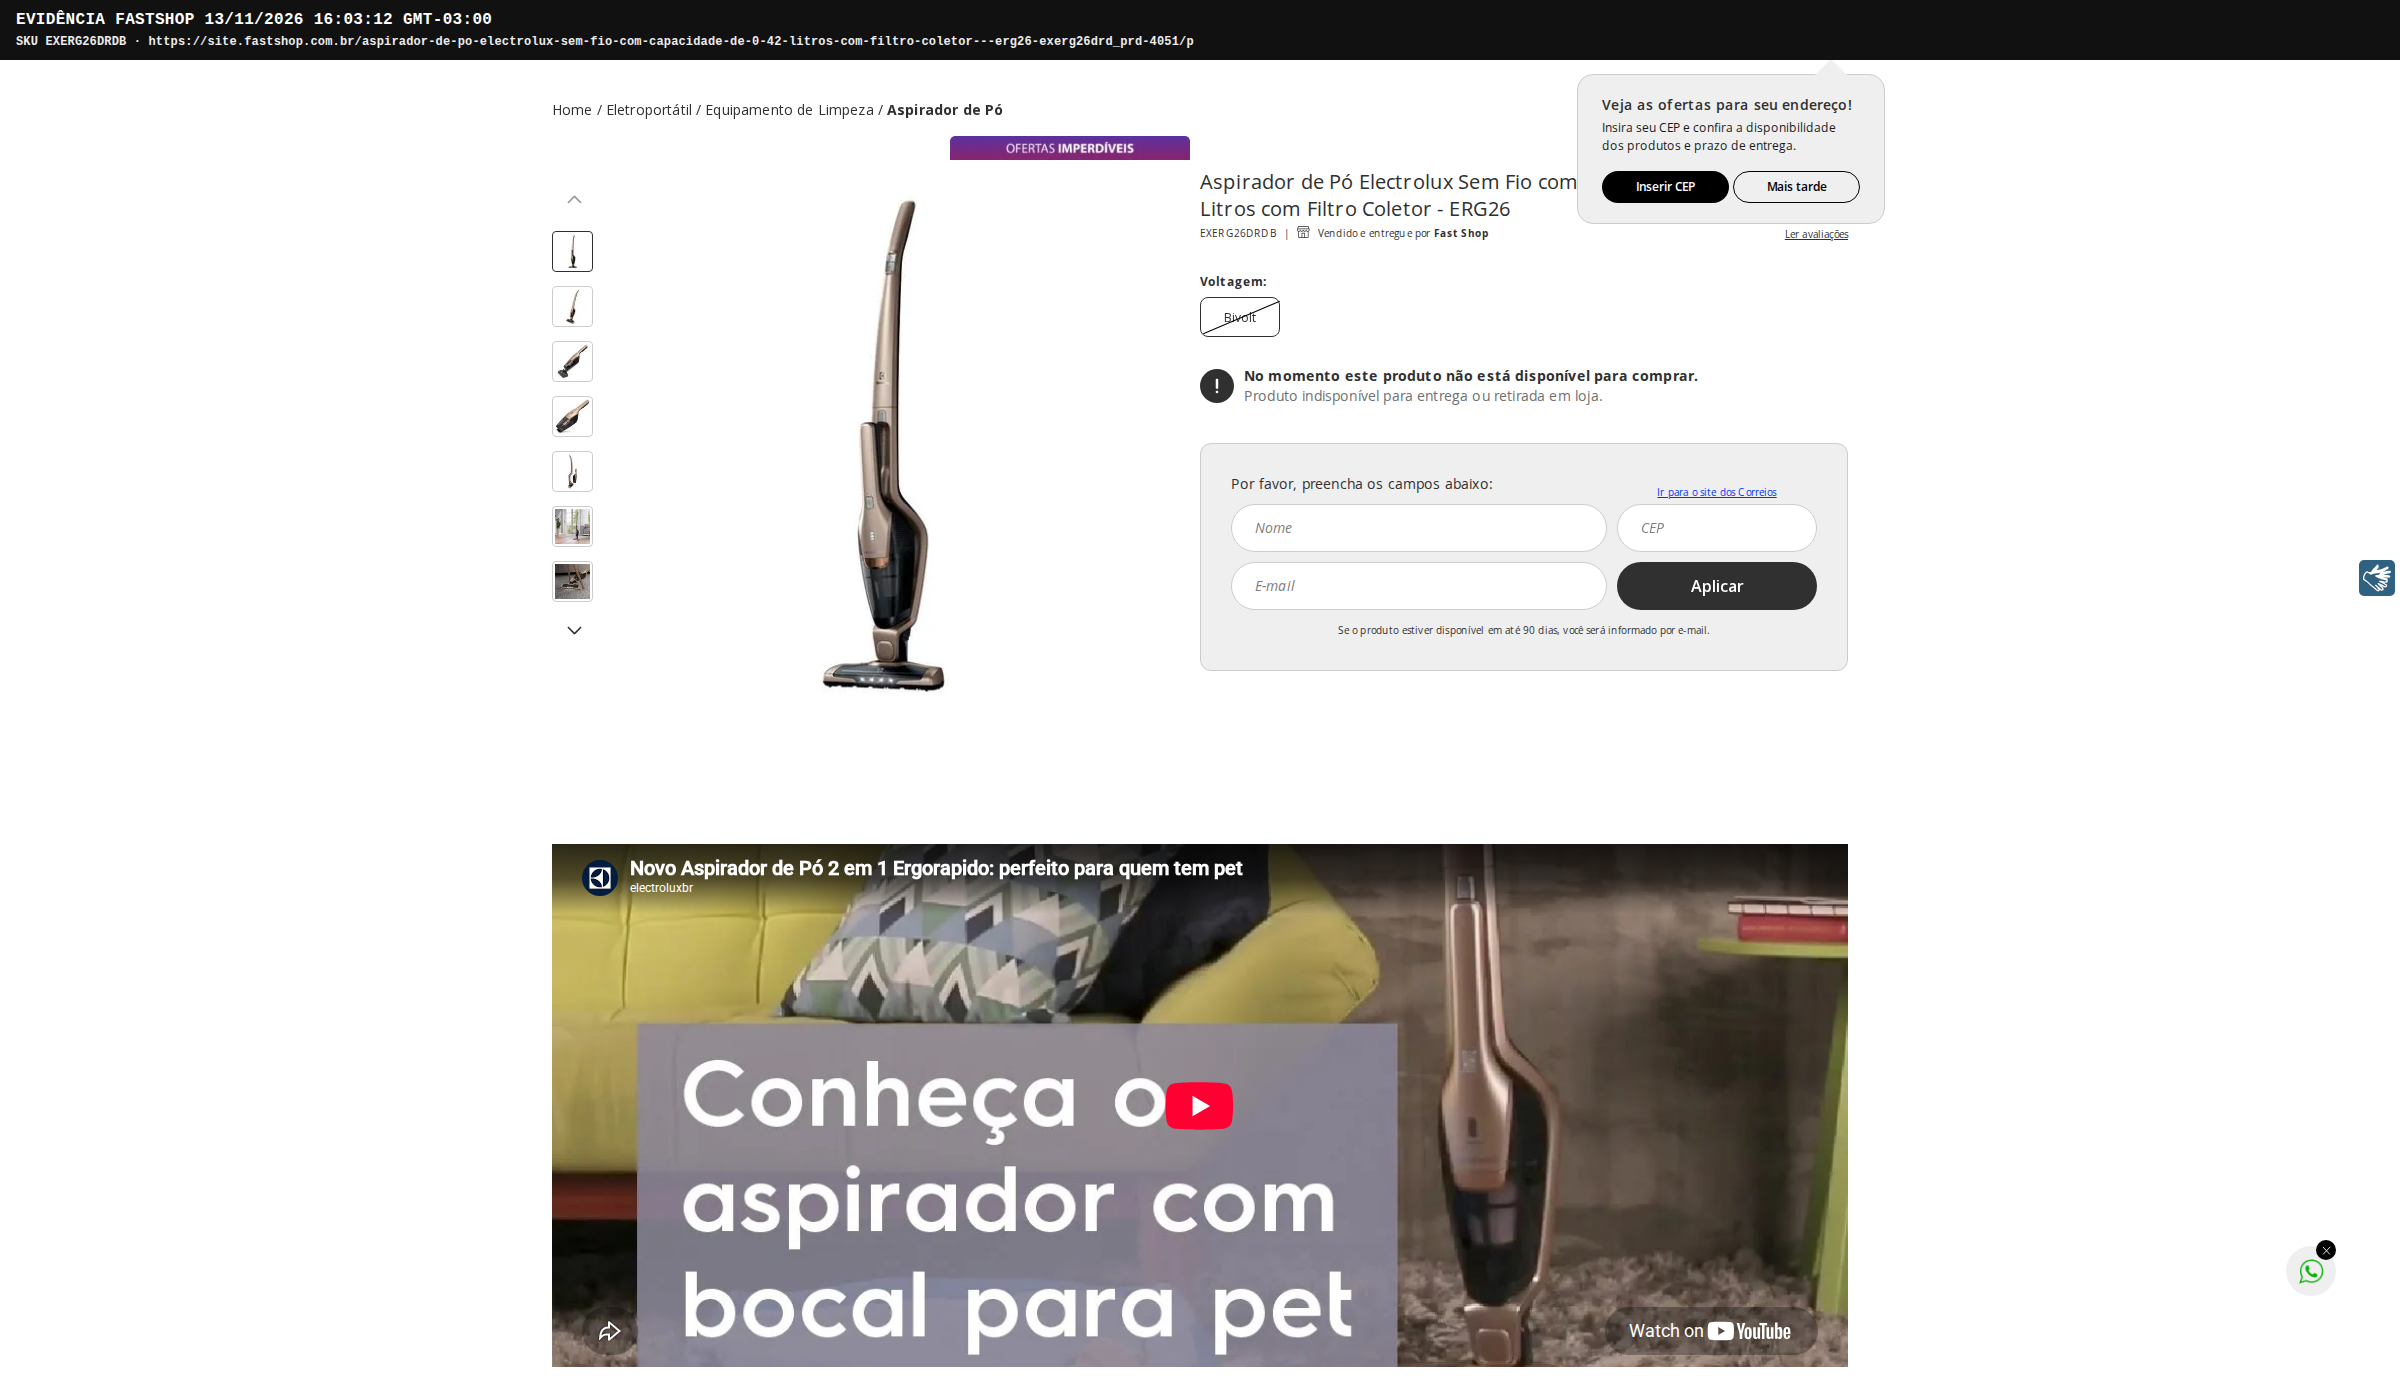 EVIDÊNCIA FASTSHOP 13/11/2026 16:03:12 GMT-03:00
SKU EXERG26DRDB · https://site.fastshop.com.br/aspirador-de-po-electrolux-sem-fio-com-capacidade-de-0-42-litros-com-filtro-coletor---erg26-exerg26drd_prd-4051/p
Home / Eletroportátil / Equipamento de Limpeza / Aspirador de Pó
Veja as ofertas para seu endereço!
Insira seu CEP e confira a disponibilidade
dos produtos e prazo de entrega.
Inserir CEP
Mais tarde
OFERTAS IMPERDÍVEIS
Aspirador de Pó Electrolux Sem Fio com
Litros com Filtro Coletor - ERG26
EXERG26DRDB | Vendido e entregue por Fast Shop
Ler avaliações
Voltagem:
Bivolt
No momento este produto não está disponível para comprar.
Produto indisponível para entrega ou retirada em loja.
Por favor, preencha os campos abaixo:
Ir para o site dos Correios
Nome
CEP
E-mail
Aplicar
Se o produto estiver disponível em até 90 dias, você será informado por e-mail.
Novo Aspirador de Pó 2 em 1 Ergorapido: perfeito para quem tem pet
electroluxbr
Conheça o
aspirador com
bocal para pet
Watch on YouTube